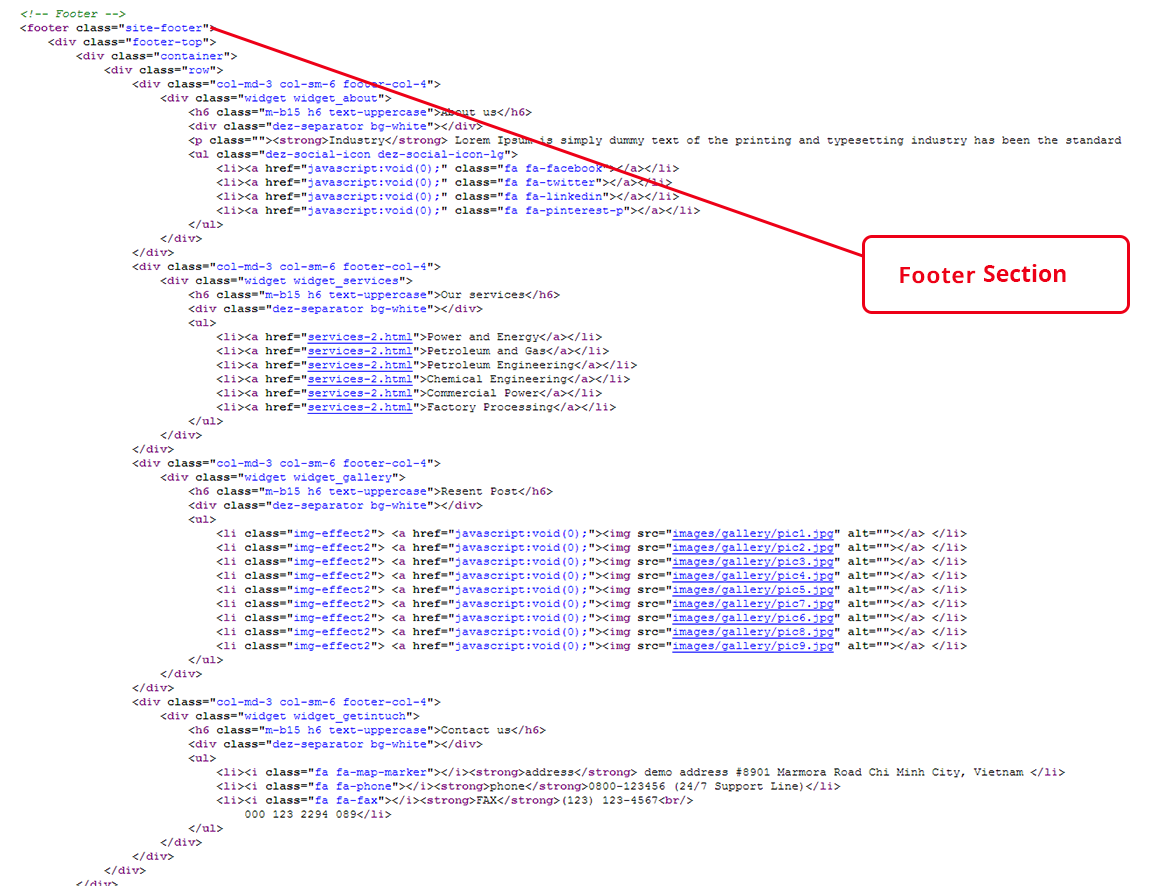 <!-- Footer -->
<footer class="site-footer">
<div class="footer-top">
<div class="container">
<div class="row">
<div class="col-md-3 col-sm-6 footer-col-4">
<div class="widget widget_about">
<h6 class="m-b15 h6 text-uppercase">About us</h6>
<div class="dez-separator bg-white"></div>
<p class=""><strong>Industry</strong> Lorem Ipsum is simply dummy text of the printing and typesetting industry has been the standard
<ul class="dez-social-icon dez-social-icon-lg">
<li><a href="javascript:void(0);" class="fa fa-facebook"></a></li>
<li><a href="javascript:void(0);" class="fa fa-twitter"></a></li>
<li><a href="javascript:void(0);" class="fa fa-linkedin"></a></li>
<li><a href="javascript:void(0);" class="fa fa-pinterest-p"></a></li>
</ul>
</div>
</div>
Footer Section
<div class="col-md-3 col-sm-6 footer-col-4">
<div class="widget widget_services">
<h6 class="m-b15 h6 text-uppercase">Our services</h6>
<div class="dez-separator bg-white"></div>
<ul>
<li><a href="services-2.html">Power and Energy</a></li>
<li><a href="services-2.html">Petroleum and Gas</a></li>
<li><a href="services-2.html">Petroleum Engineering</a></li>
<li><a href="services-2.html">Chemical Engineering</a></li>
<li><a href="services-2.html">Commercial Power</a></li>
<li><a href="services-2.html">Factory Processing</a></li>
</ul>
</div>
</div>
<div class="col-md-3 col-sm-6 footer-col-4">
<div class="widget widget_gallery">
<h6 class="m-b15 h6 text-uppercase">Resent Post</h6>
<div class="dez-separator bg-white"></div>
<ul>
<li class="img-effect2"> <a href="javascript:void(0);"><img src="images/gallery/pic1.jpg" alt=""></a> </li>
<li class="img-effect2"> <a href="javascript:void(0);"><img src="images/gallery/pic2.jpg" alt=""></a> </li>
<li class="img-effect2"> <a href="javascript:void(0);"><img src="images/gallery/pic3.jpg" alt=""></a> </li>
<li class="img-effect2"> <a href="javascript:void(0);"><img src="images/gallery/pic4.jpg" alt=""></a> </li>
<li class="img-effect2"> <a href="javascript:void(0);"><img src="images/gallery/pic5.jpg" alt=""></a> </li>
<li class="img-effect2"> <a href="javascript:void(0);"><img src="images/gallery/pic7.jpg" alt=""></a> </li>
<li class="img-effect2"> <a href="javascript:void(0);"><img src="images/gallery/pic6.jpg" alt=""></a> </li>
<li class="img-effect2"> <a href="javascript:void(0);"><img src="images/gallery/pic8.jpg" alt=""></a> </li>
<li class="img-effect2"> <a href="javascript:void(0);"><img src="images/gallery/pic9.jpg" alt=""></a> </li>
</ul>
</div>
</div>
<div class="col-md-3 col-sm-6 footer-col-4">
<div class="widget widget_getintuch">
<h6 class="m-b15 h6 text-uppercase">Contact us</h6>
<div class="dez-separator bg-white"></div>
<ul>
<li><i class="fa fa-map-marker"></i><strong>address</strong> demo address #8901 Marmora Road Chi Minh City, Vietnam </li>
<li><i class="fa fa-phone"></i><strong>phone</strong>0800-123456 (24/7 Support Line)</li>
<li><i class="fa fa-fax"></i><strong>FAX</strong>(123) 123-4567<br/>
000 123 2294 089</li>
</ul>
</div>
</div>
</div>
</div>